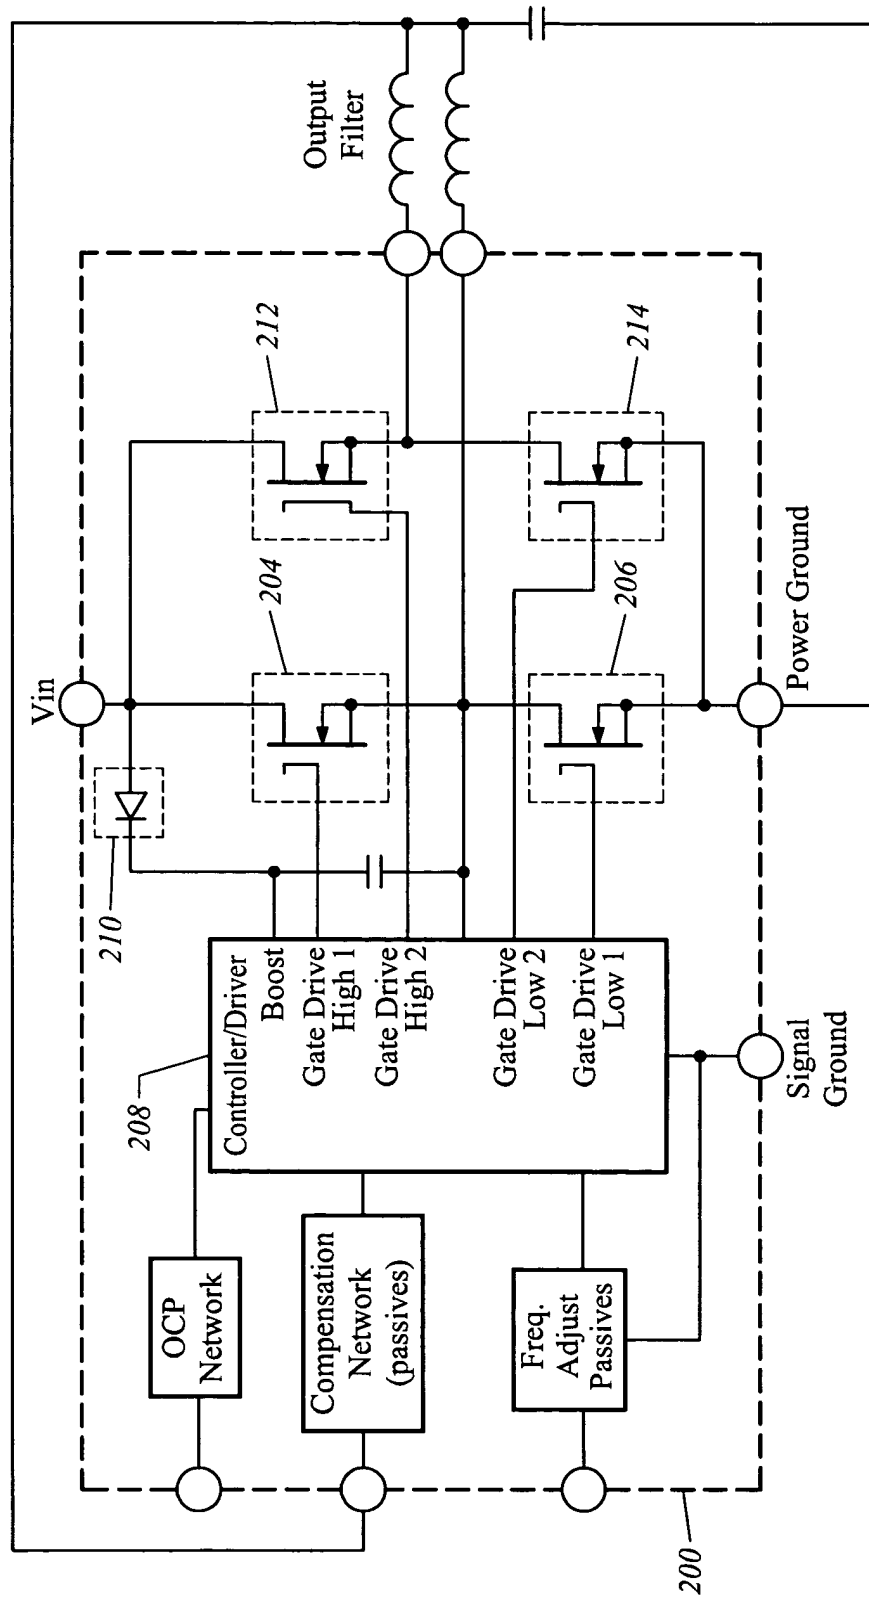 Vin
Output
Filter
210
204
212
208
Controller/Driver
Boost
Gate Drive
High 1
Gate Drive
High 2
Gate Drive
Low 2
Gate Drive
Low 1
OCP
Network
Compensation
Network
(passives)
Freq.
Adjust
Passives
206
214
200
Signal
Ground
Power Ground